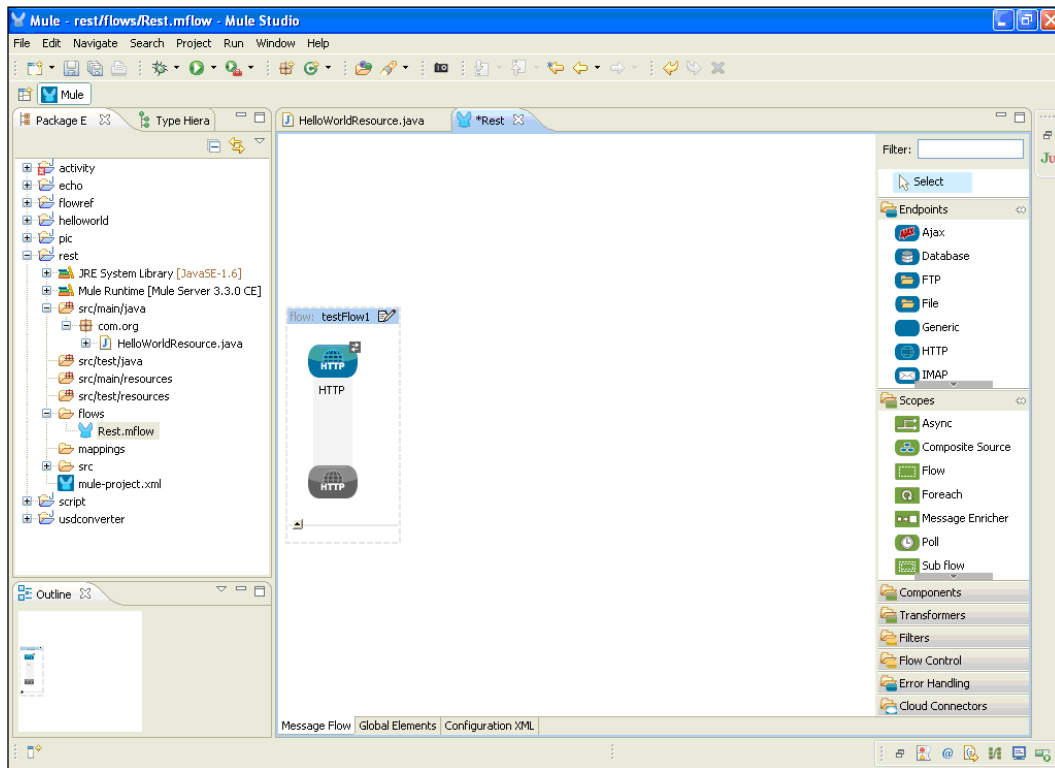 Mule - rest/flows/Rest.mflow - Mule Studio
File Edit Navigate Search Project Run Window Help
Mule
Package E
Type Hiera
HelloWorldResource.java
*Rest
activity
echo
flowref
helloworld
pic
rest
JRE System Library [JavaSE-1.6]
Mule Runtime [Mule Server 3.3.0 CE]
src/main/java
com.org
HelloWorldResource.java
src/test/java
src/main/resources
src/test/resources
flows
Rest.mflow
mappings
src
mule-project.xml
script
usdconverter
Outline
flow: testFlow1
HTTP
HTTP
HTTP
Message Flow Global Elements Configuration XML
Filter:
Select
Endpoints
AJAX Ajax
Database
FTP
File
Generic
HTTP
IMAP
Scopes
Async
Composite Source
Flow
Foreach
Message Enricher
Poll
Sub flow
Components
Transformers
Filters
Flow Control
Error Handling
Cloud Connectors
Ju